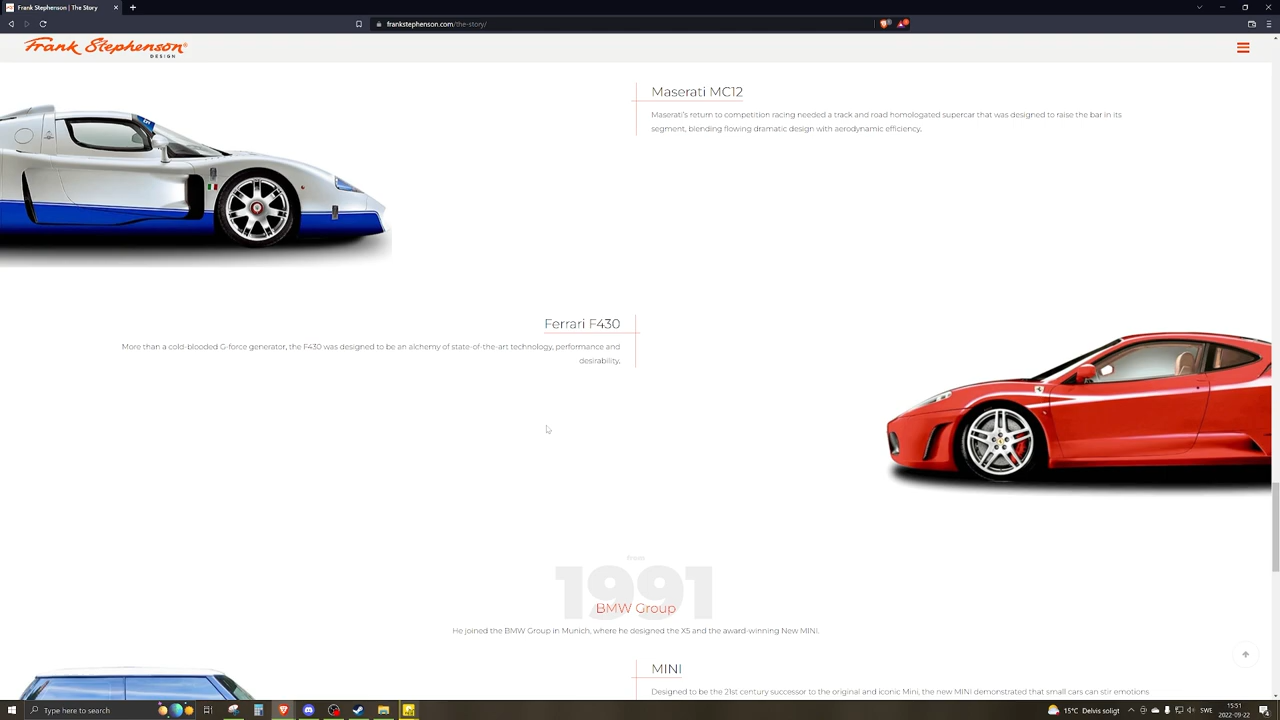 Frank Stephenson | The Story
frankstephenson.com/the-story/
Frank Stephenson®
DESIGN
Maserati MC12
Maserati's return to competition racing needed a track and road homologated supercar that was designed to raise the bar in its
segment, blending flowing dramatic design with aerodynamic efficiency.
Ferrari F430
More than a cold-blooded G-force generator, the F430 was designed to be an alchemy of state-of-the-art technology, performance and
desirability.
From
1991
BMW Group
He joined the BMW Group in Munich, where he designed the X5 and the award-winning New MINI.
MINI
Designed to be the 21st century successor to the original and iconic Mini, the new MINI demonstrated that small cars can stir emotions
Type here to search
15°C Delvis soligt
SWE
15:51
2022-09-22